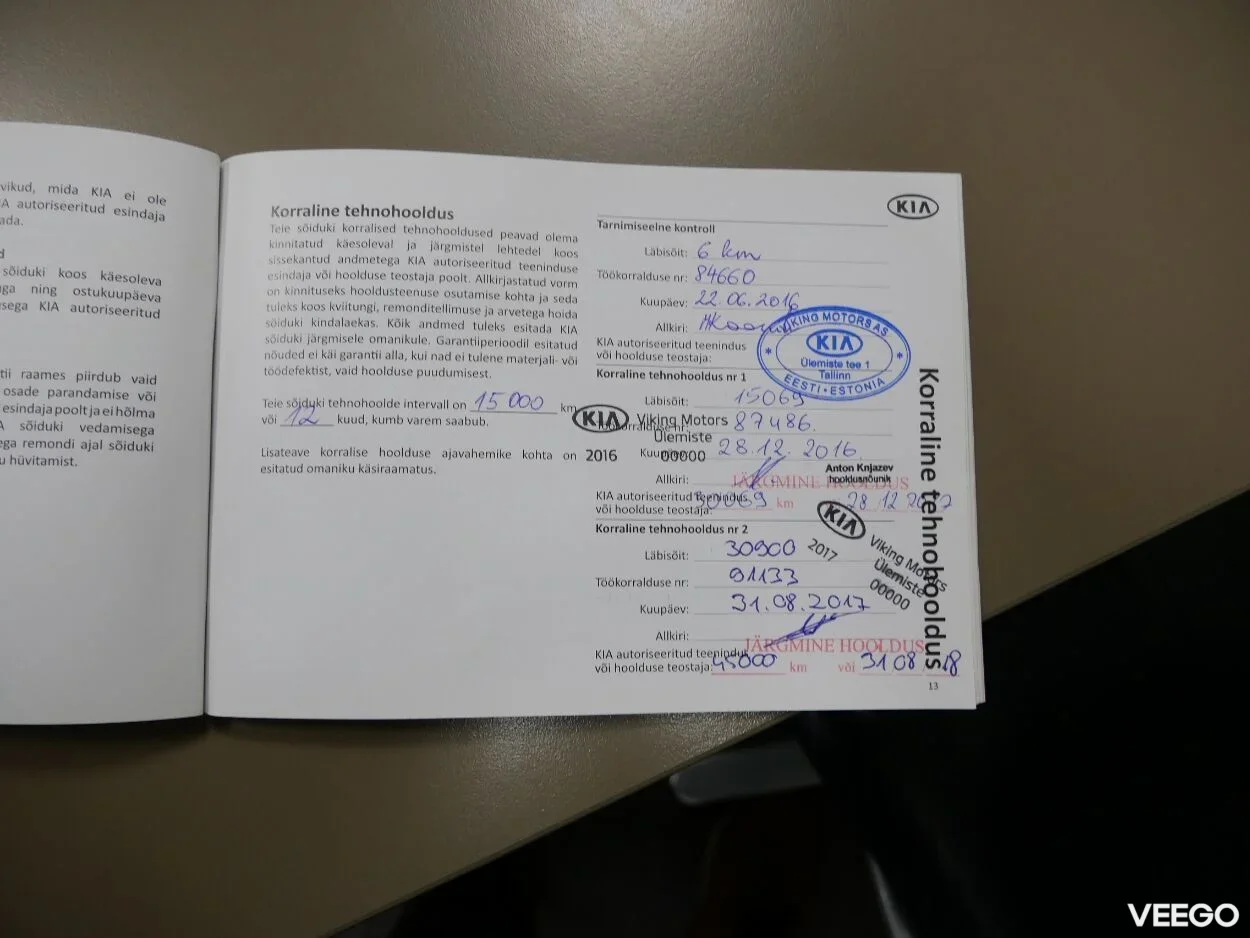 vikud, mida KIA ei ole
autoriseeritud esindaja
ada.
sõiduki koos käesoleva
ning ostukuupäeva
KIA autoriseeritud
raames piirdub vaid
osade parandamise või
esindaja poolt ja ei hõlma
sõiduki vedamisega
remondi ajal sõiduki
hüvitamist.
Korraline tehnohooldus
Teie sõiduki korralised tehnohooldused peavad olema
kinnitatud käesoleval ja järgmistel lehtedel koos
sissekantud andmetega KIA autoriseeritud teeninduse
esindaja või hoolduse teostaja poolt. Allkirjastatud vorm
on kinnituseks hooldusteenuse osutamise kohta ja seda
tuleks koos kviitungi, remonditellimuse ja arvetega hoida
sõiduki kindalaekas. Kõik andmed tuleks esitada KIA
sõiduki järgmisele omanikule. Garantiiperioodil esitatud
nõuded ei käi garantii alla, kui nad ei tulene materjali- või
töödefektist, vaid hoolduse puudumisest.
Teie sõiduki tehnohoolde intervall on 15 000 km
või 12 kuud, kumb varem saabub.
Lisateave korralise hoolduse ajavahemike kohta on
esitatud omaniku käsiraamatus.
KIA
Tarnimiseelne kontroll
Läbisõit: 6 km
Töökorralduse nr: 84660
Kuupäev: 22.06.2016
Allkiri:
KIA autoriseeritud teenindus
või hoolduse teostaja:
VIKING MOTORS AS
KIA
Ülemiste tee 1
Tallinn
EESTI - ESTONIA
Korraline tehnohooldus nr 1
Läbisõit: 15069
Töökorralduse nr: 87486.
KIA Viking Motors
Ülemiste
2016 00000
Kuupäev: 28.12.2016.
Allkiri:
Anton Knjazev
hooldusnõunik
JÄRGMINE HOOLDUS
KIA autoriseeritud teenindus
või hoolduse teostaja:
30069 km 28 12 2017
Korraline tehnohooldus nr 2
KIA Viking Motors
2017 Ülemiste
00000
Läbisõit: 30900
Töökorralduse nr: 91133
Kuupäev: 31.08.2017
Allkiri:
JÄRGMINE HOOLDUS
KIA autoriseeritud teenindus
või hoolduse teostaja: 45000 km või 31 08 18
Korraline tehnohooldus
13
VEEGO